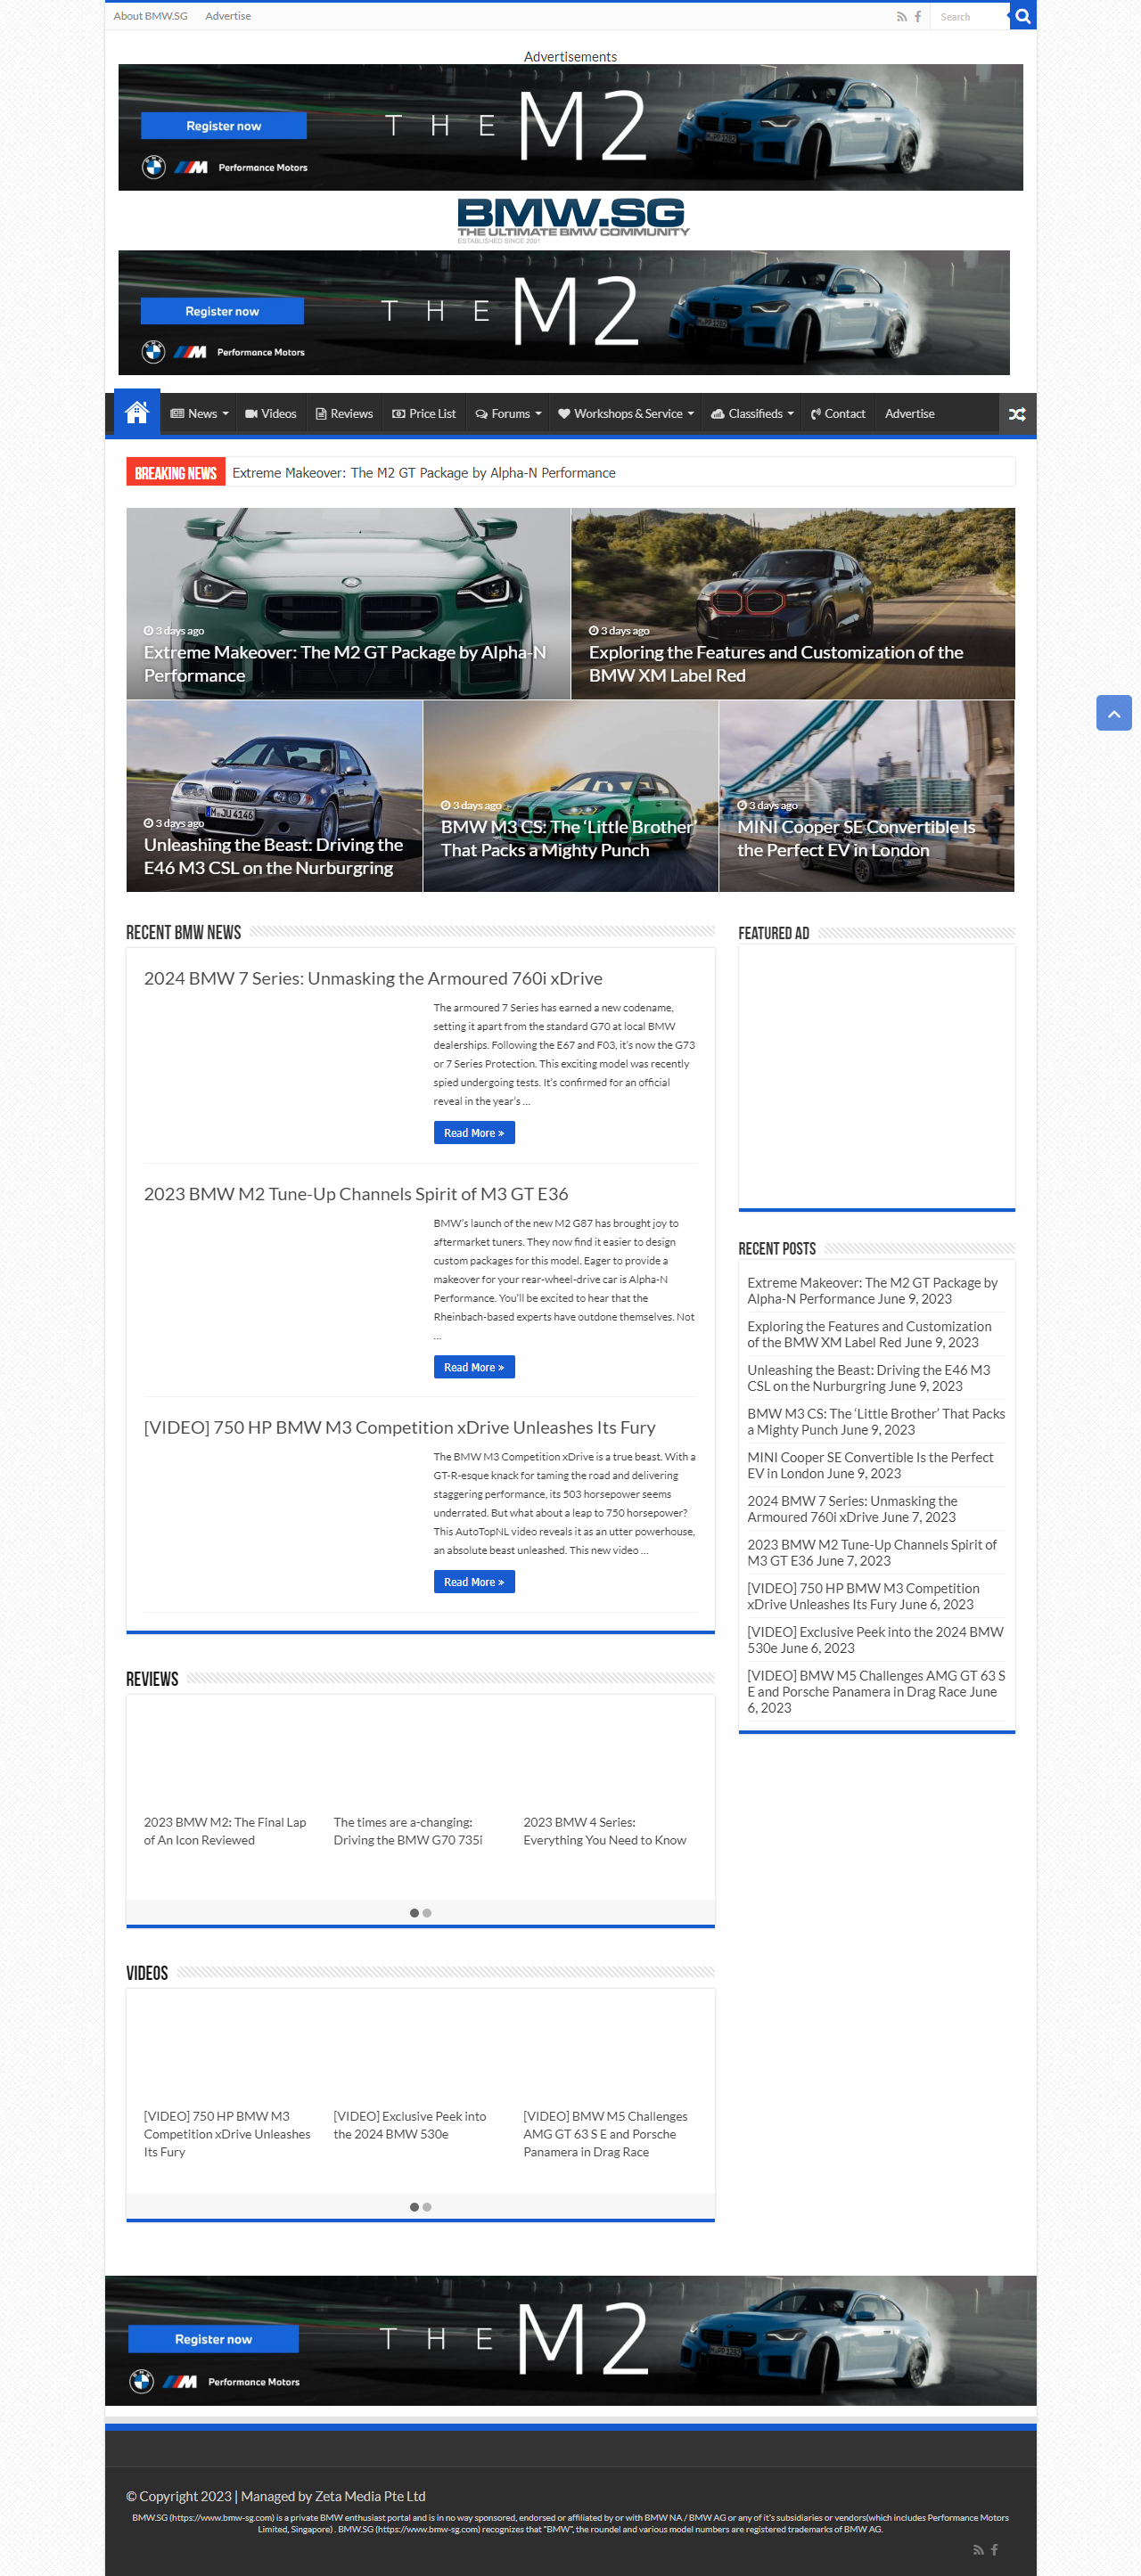 About BMW.SG Advertise Search
Advertisements
Register now
THE M2
Performance Motors
BMW.SG
THE ULTIMATE BMW COMMUNITY
ESTABLISHED SINCE 2001
Register now
THE M2
Performance Motors
News Videos Reviews Price List Forums Workshops & Service Classifieds Contact Advertise
BREAKING NEWS Extreme Makeover: The M2 GT Package by Alpha-N Performance
3 days ago
Extreme Makeover: The M2 GT Package by Alpha-N
Performance
3 days ago
Exploring the Features and Customization of the
BMW XM Label Red
M·JU 4146
3 days ago
Unleashing the Beast: Driving the
E46 M3 CSL on the Nurburgring
3 days ago
BMW M3 CS: The ‘Little Brother’
That Packs a Mighty Punch
3 days ago
MINI Cooper SE Convertible Is
the Perfect EV in London
RECENT BMW NEWS
2024 BMW 7 Series: Unmasking the Armoured 760i xDrive
The armoured 7 Series has earned a new codename,
setting it apart from the standard G70 at local BMW
dealerships. Following the E67 and F03, it’s now the G73
or 7 Series Protection. This exciting model was recently
spied undergoing tests. It’s confirmed for an official
reveal in the year’s ...
Read More »
2023 BMW M2 Tune-Up Channels Spirit of M3 GT E36
BMW’s launch of the new M2 G87 has brought joy to
aftermarket tuners. They now find it easier to design
custom packages for this model. Eager to provide a
makeover for your rear-wheel-drive car is Alpha-N
Performance. You’ll be excited to hear that the
Rheinbach-based experts have outdone themselves. Not
...
Read More »
[VIDEO] 750 HP BMW M3 Competition xDrive Unleashes Its Fury
The BMW M3 Competition xDrive is a true beast. With a
GT-R-esque knack for taming the road and delivering
staggering performance, its 503 horsepower seems
underrated. But what about a leap to 750 horsepower?
This AutoTopNL video reveals it as an utter powerhouse,
an absolute beast unleashed. This new video ...
Read More »
REVIEWS
2023 BMW M2: The Final Lap
of An Icon Reviewed
The times are a-changing:
Driving the BMW G70 735i
2023 BMW 4 Series:
Everything You Need to Know
VIDEOS
[VIDEO] 750 HP BMW M3
Competition xDrive Unleashes
Its Fury
[VIDEO] Exclusive Peek into
the 2024 BMW 530e
[VIDEO] BMW M5 Challenges
AMG GT 63 S E and Porsche
Panamera in Drag Race
FEATURED AD
RECENT POSTS
Extreme Makeover: The M2 GT Package by
Alpha-N Performance June 9, 2023
Exploring the Features and Customization
of the BMW XM Label Red June 9, 2023
Unleashing the Beast: Driving the E46 M3
CSL on the Nurburgring June 9, 2023
BMW M3 CS: The ‘Little Brother’ That Packs
a Mighty Punch June 9, 2023
MINI Cooper SE Convertible Is the Perfect
EV in London June 9, 2023
2024 BMW 7 Series: Unmasking the
Armoured 760i xDrive June 7, 2023
2023 BMW M2 Tune-Up Channels Spirit of
M3 GT E36 June 7, 2023
[VIDEO] 750 HP BMW M3 Competition
xDrive Unleashes Its Fury June 6, 2023
[VIDEO] Exclusive Peek into the 2024 BMW
530e June 6, 2023
[VIDEO] BMW M5 Challenges AMG GT 63 S
E and Porsche Panamera in Drag Race June
6, 2023
Register now
THE M2
Performance Motors
© Copyright 2023 | Managed by Zeta Media Pte Ltd
BMW.SG (https://www.bmw-sg.com) is a private BMW enthusiast portal and is in no way sponsored, endorsed or affiliated by or with BMW NA / BMW AG or any of it's subsidiaries or vendors(which includes Performance Motors
Limited, Singapore) . BMW.SG (https://www.bmw-sg.com) recognizes that "BMW", the roundel and various model numbers are registered trademarks of BMW AG.